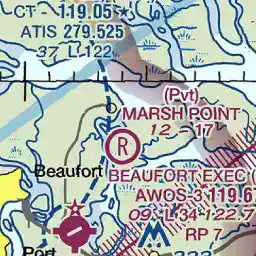 CT - 119.05 ★
ATIS 279.525
37 L 122
(Pvt)
MARSH POINT
12 - 17
R
Beaufort
BEAUFORT EXEC (
AWOS-3 119.67
09 *L 34 122.7
RP 7
Port